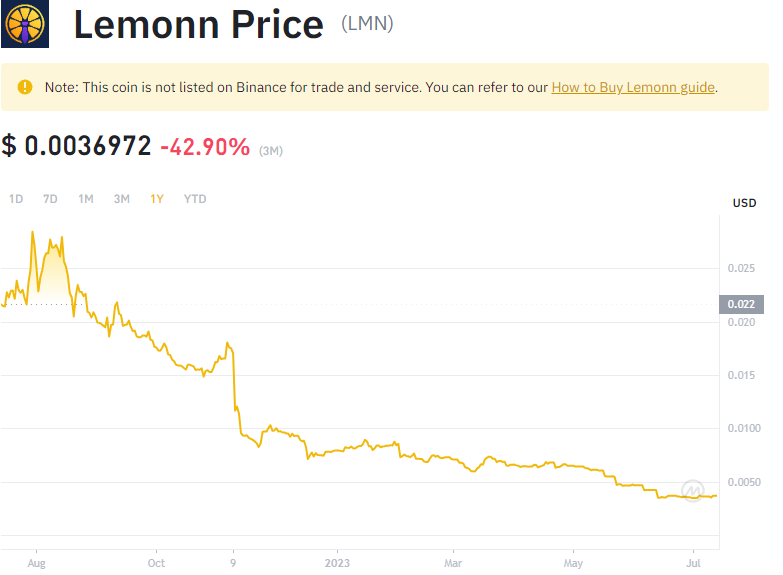 Lemonn Price (LMN)
Note: This coin is not listed on Binance for trade and service. You can refer to our How to Buy Lemonn guide.
$ 0.0036972 -42.90% (3M)
1D 7D 1M 3M 1Y YTD
USD
0.025
0.022
0.020
0.015
0.0100
0.0050
Aug Oct 9 2023 Mar May Jul